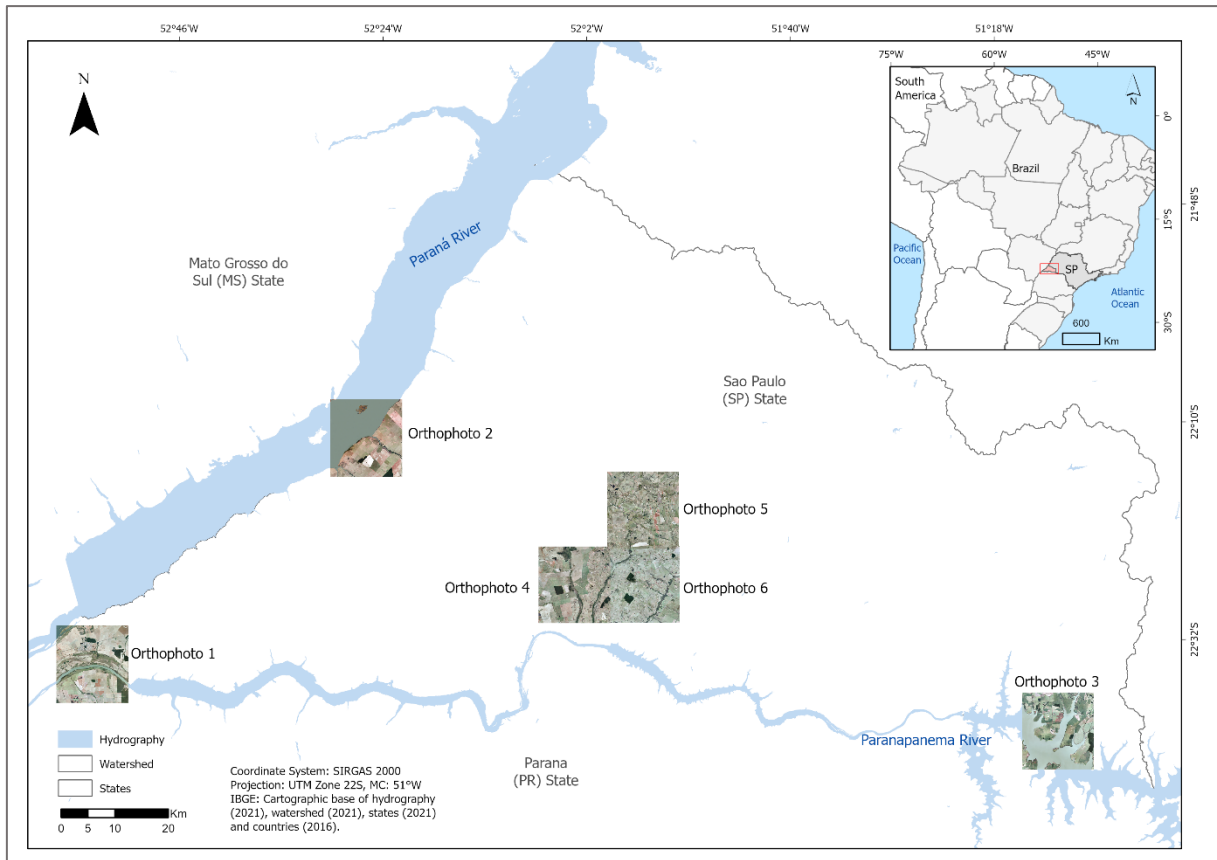 52°46'W
52°24'W
52°2'W
51°40'W
51°18'W
75°W
60°W
45°W
N
South
America
N
0°
Brazil
21°48'S
15°S
Paraná River
Mato Grosso do
Sul (MS) State
Pacific
Ocean
SP
Atlantic
Ocean
600
Km
30°S
Sao Paulo
(SP) State
22°10'S
Orthophoto 2
Orthophoto 5
Orthophoto 4
Orthophoto 6
22°32'S
Orthophoto 1
Orthophoto 3
Paranapanema River
Parana
(PR) State
Hydrography
Watershed
States
Km
0 5 10 20
Coordinate System: SIRGAS 2000
Projection: UTM Zone 22S, MC: 51°W
IBGE: Cartographic base of hydrography
(2021), watershed (2021), states (2021)
and countries (2016).